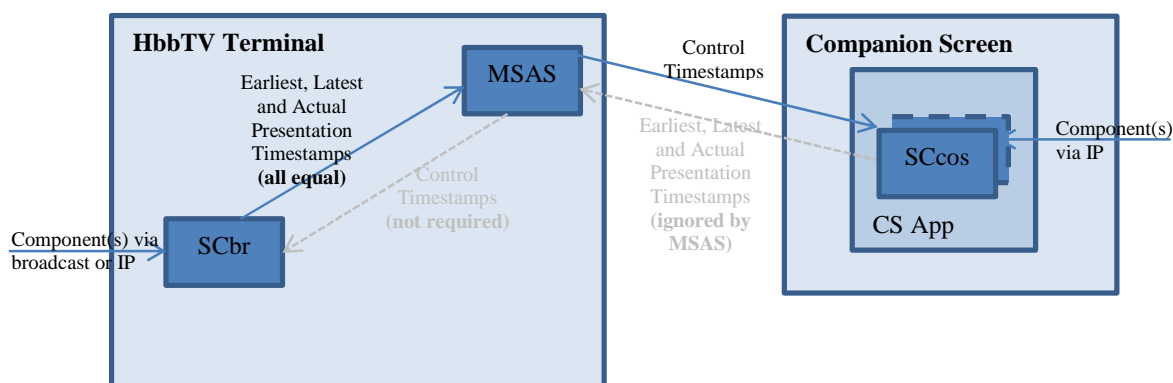 HbbTV Terminal
MSAS
Earliest, Latest
and Actual
Presentation
Timestamps
(all equal)
Control
Timestamps
(not required)
Component(s) via
broadcast or IP
SCbr
Control
Timestamps
Earliest, Latest
and Actual
Presentation
Timestamps
(ignored by
MSAS)
Companion Screen
SCcos
CS App
Component(s)
via IP